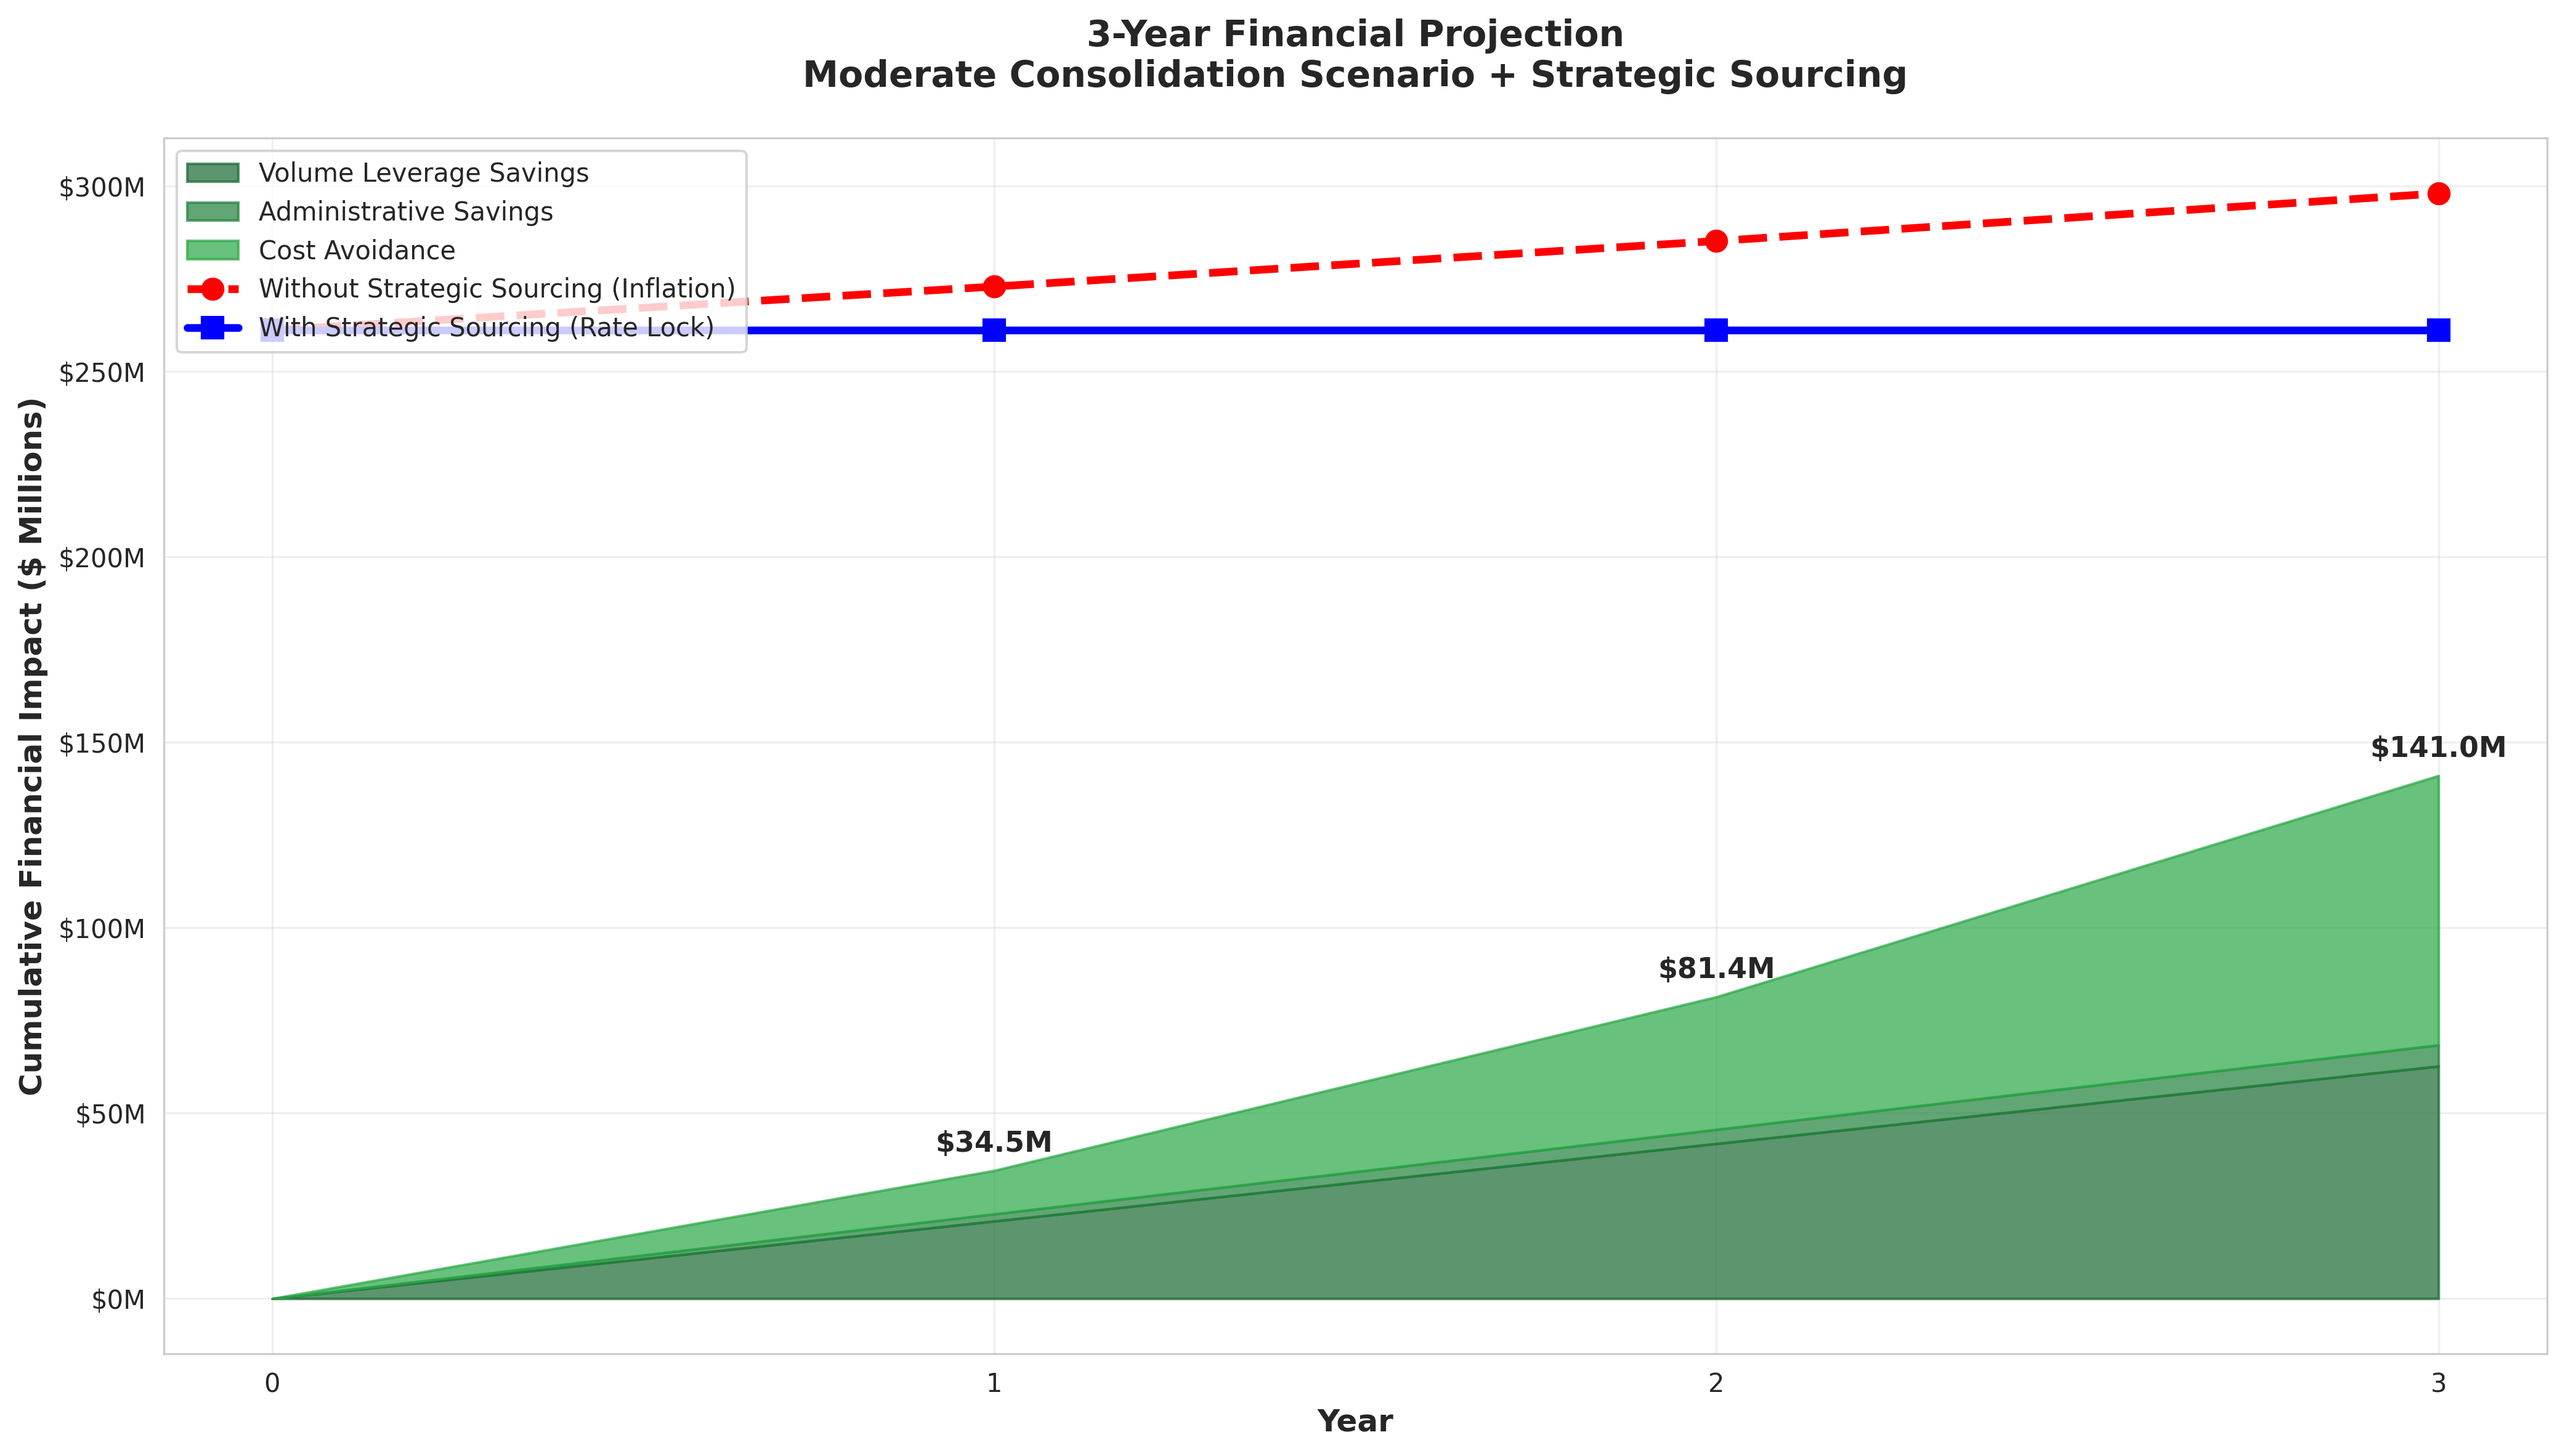 3-Year Financial Projection
Moderate Consolidation Scenario + Strategic Sourcing
Volume Leverage Savings
Administrative Savings
Cost Avoidance
Without Strategic Sourcing (Inflation)
With Strategic Sourcing (Rate Lock)
Cumulative Financial Impact ($ Millions)
$300M
$250M
$200M
$150M
$100M
$50M
$0M
$34.5M
$81.4M
$141.0M
0
1
2
3
Year